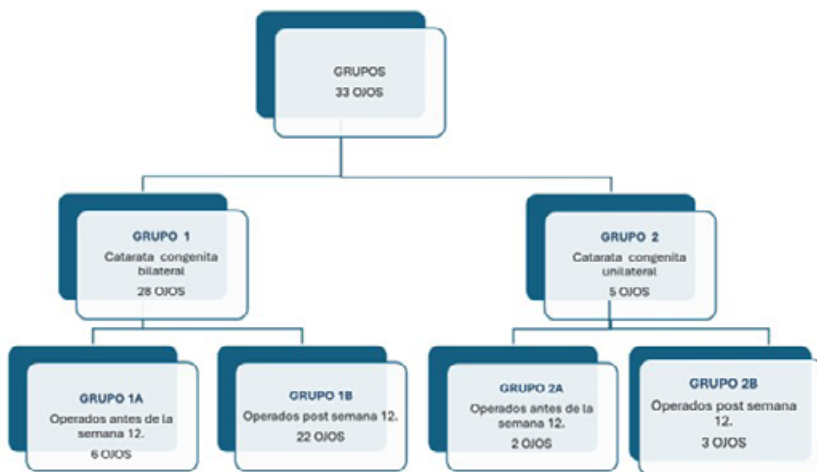 GRUPOS
33 OJOS
GRUPO 1
Catarata congenita
bilateral
28 OJOS
GRUPO 2
Catarata congenita
unilateral
5 OJOS
GRUPO 1A
Operados antes de la
semana 12.
6 OJOS
GRUPO 1B
Operados post semana 12.
22 OJOS
GRUPO 2A
Operados antes de la
semana 12.
2 OJOS
GRUPO 2B
Operados post semana
12.
3 OJOS